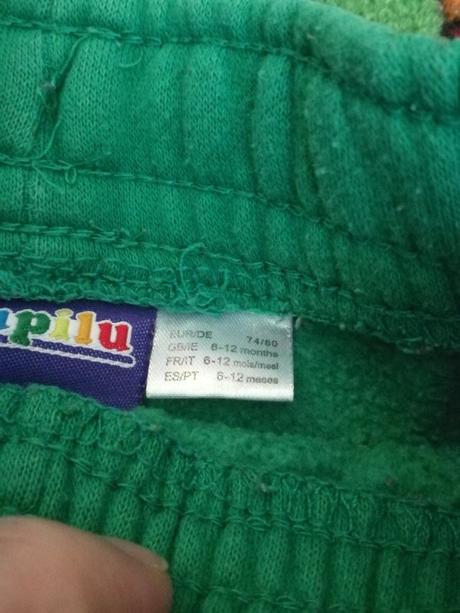 pilu
EUR/DE 74/80
GB/IE 6-12 months
FR/IT 6-12 mois/mesi
ES/PT 6-12 meses